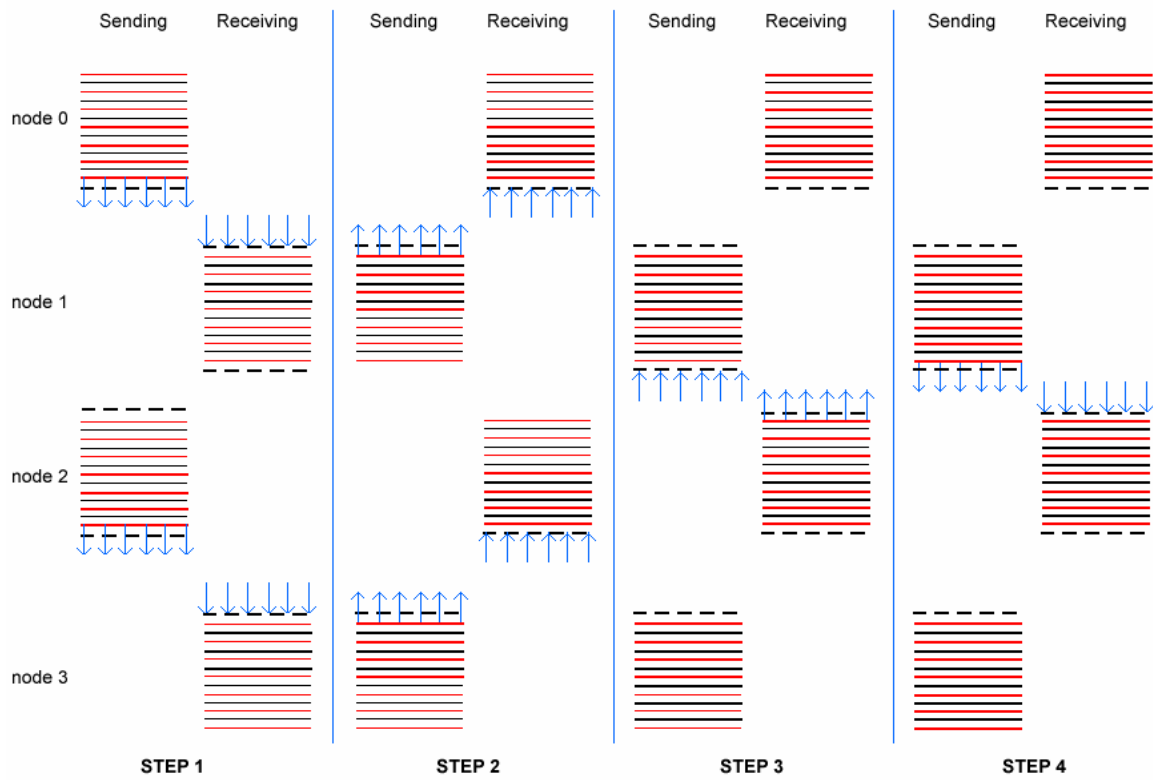 Sending Receiving Sending Receiving Sending Receiving Sending Receiving
node 0
node 1
node 2
node 3
STEP 1 STEP 2 STEP 3 STEP 4